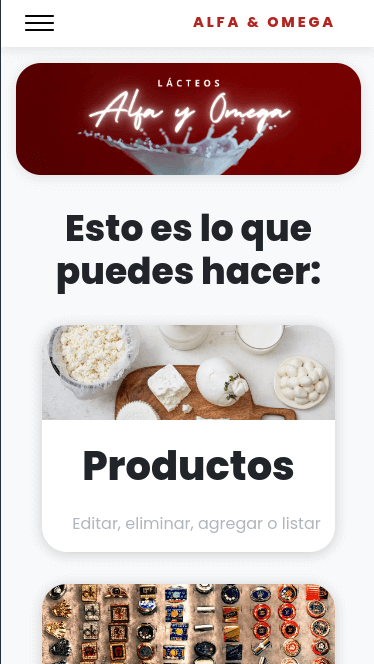 ALFA & OMEGA
LÁCTEOS
Alfa y Omega
Esto es lo que
puedes hacer:
Productos
Editar, eliminar, agregar o listar